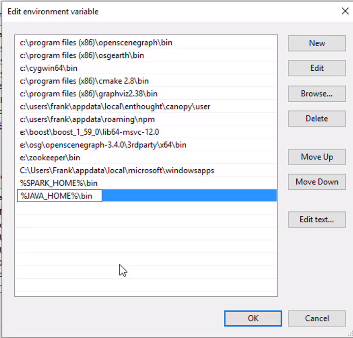 Edit environment variable
c:\program files (x86)\openscenegraph\bin
c:\program files (x86)\osgearth\bin
c:\cygwin64\bin
c:\program files (x86)\cmake 2.8\bin
c:\program files (x86)\graphviz2.38\bin
c:\users\frank\appdata\local\enthought\canopy\user
c:\users\frank\appdata\roaming\npm
e:\boost\boost_1_59_0\lib64-msvc-12.0
e:\osg\openscenegraph-3.4.0\3rdparty\x64\bin
e:\zookeeper\bin
C:\Users\Frank\appdata\local\microsoft\windowsapps
%SPARK_HOME%\bin
%JAVA_HOME%\bin
New
Edit
Browse...
Delete
Move Up
Move Down
Edit text...
OK
Cancel